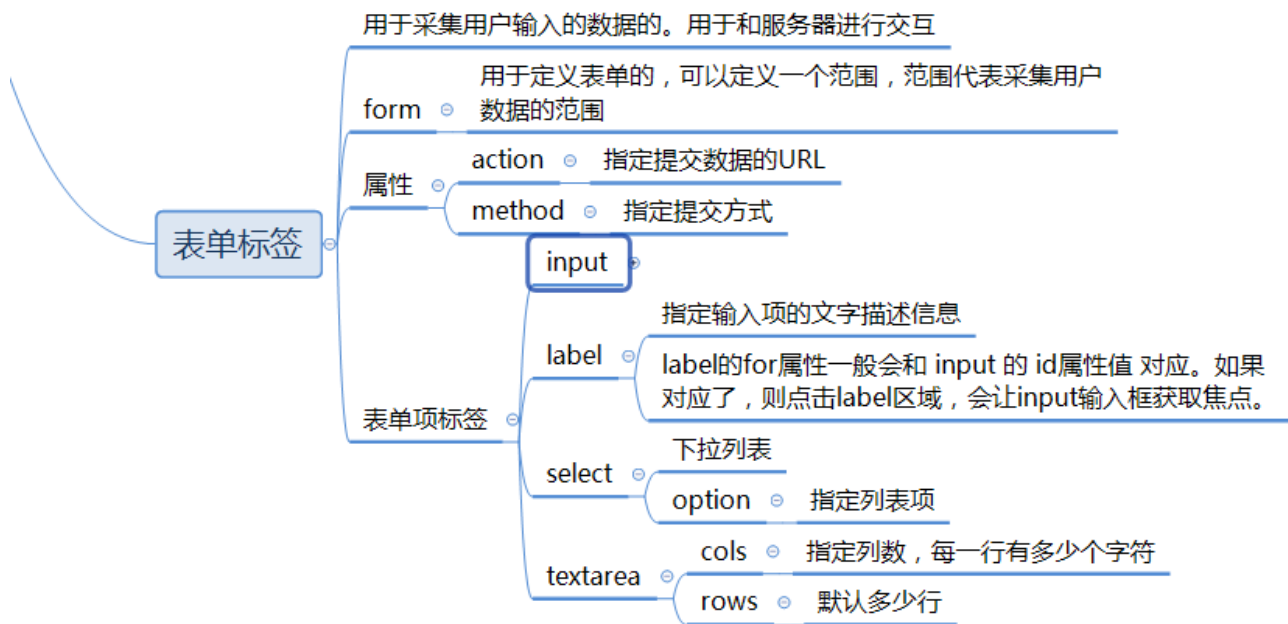 用于采集用户输入的数据的。用于和服务器进行交互
用于定义表单的，可以定义一个范围，范围代表采集用户
数据的范围
form
action
指定提交数据的URL
属性
method
指定提交方式
表单标签
input
指定输入项的文字描述信息
label
label的for属性一般会和 input 的 id属性值 对应。如果
对应了，则点击label区域，会让input输入框获取焦点。
表单项标签
下拉列表
select
option
指定列表项
cols
指定列数，每一行有多少个字符
textarea
rows
默认多少行